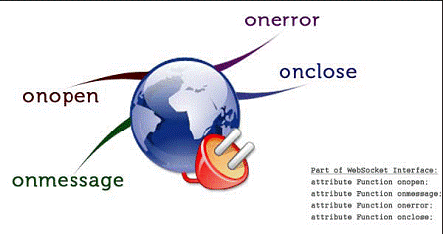 onerror
onclose
onopen
onmessage
Part of WebSocket Interface:
attribute Function onopen;
attribute Function onmessage;
attribute Function onerror;
attribute Function onclose;